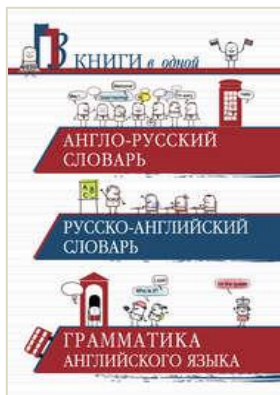 3 КНИГИ в одной
АНГЛО-РУССКИЙ
СЛОВАРЬ
РУССКО-АНГЛИЙСКИЙ
СЛОВАРЬ
ГРАММАТИКА
АНГЛИЙСКОГО ЯЗЫКА